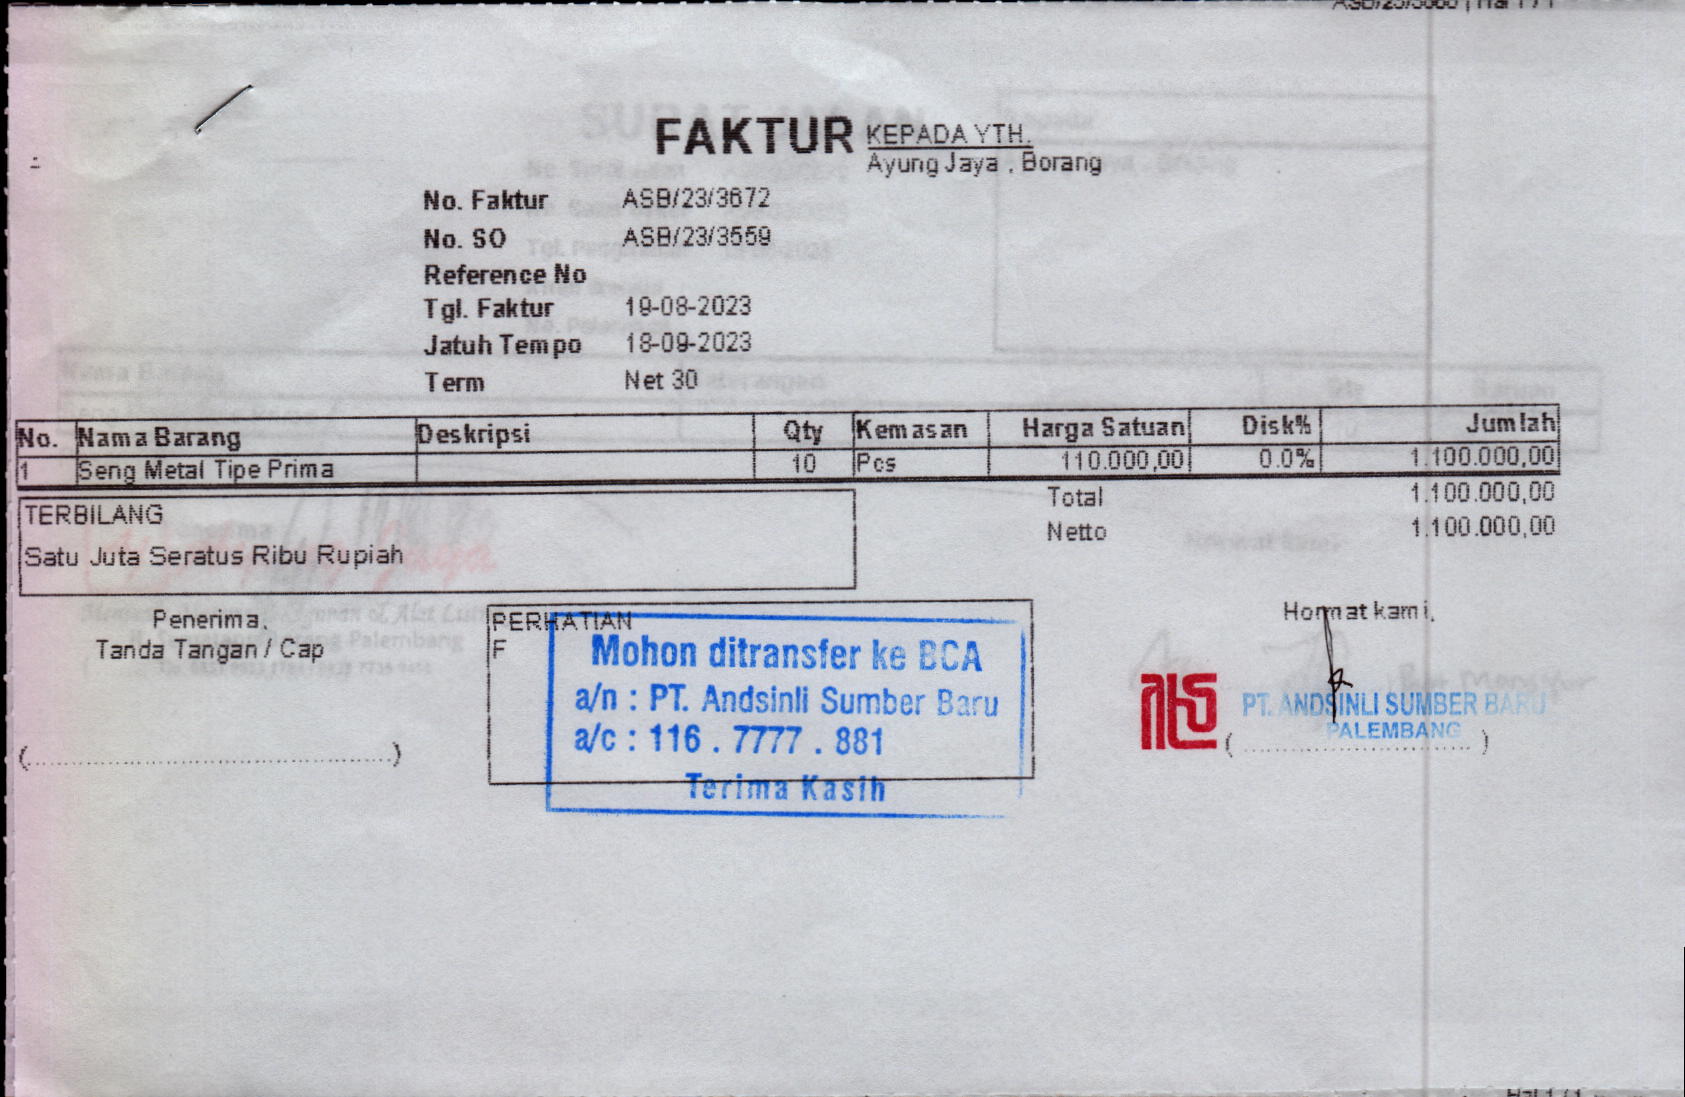 FAKTUR
KEPADA YTH.
Ayung Jaya , Borang
No. Faktur ASB/23/3672
No. SO ASB/23/3559
Reference No
Tgl. Faktur 19-08-2023
Jatuh Tempo 18-09-2023
Term Net 30
No. Nama Barang Deskripsi Qty Kemasan Harga Satuan Disk% Jumlah
1 Seng Metal Tipe Prima 10 Pcs 110.000,00 0.0% 1.100.000,00
Total 1.100.000,00
Netto 1.100.000,00
TERBILANG
Satu Juta Seratus Ribu Rupiah
Penerima,
Tanda Tangan / Cap
(........................................)
PERHATIAN
F
Mohon ditransfer ke BCA
a/n : PT. Andsinli Sumber Baru
a/c : 116 . 7777 . 881
Terima Kasih
Hormat kami,
PT. ANDSINLI SUMBER BARU
PALEMBANG
(........................................)